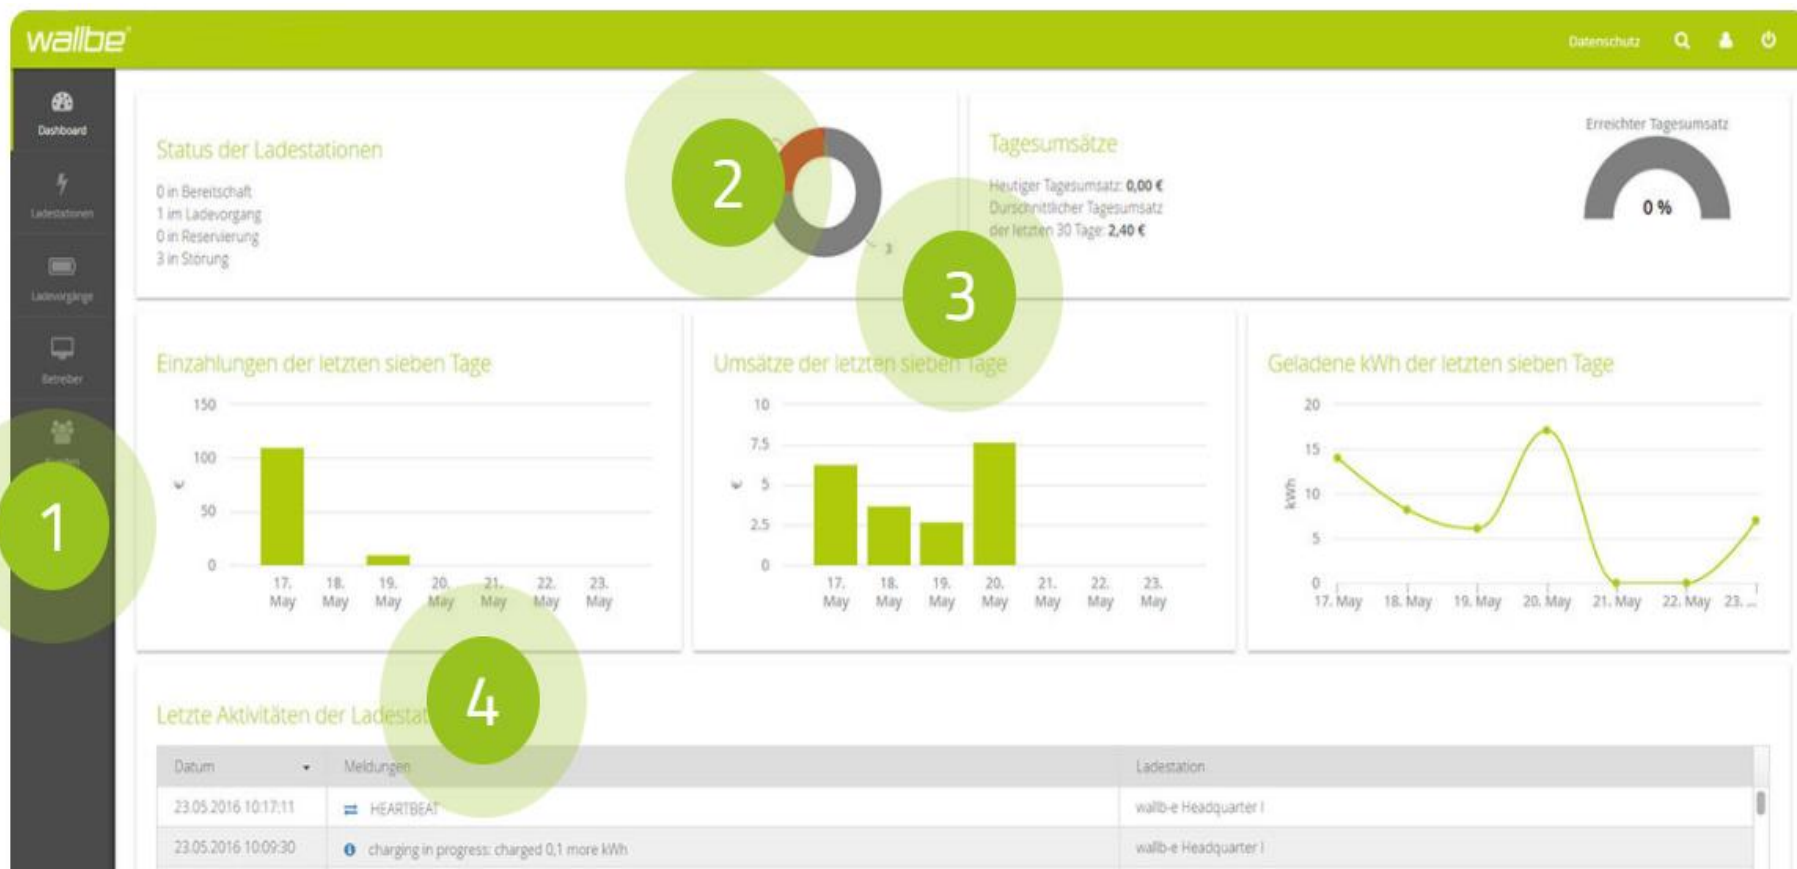 wallbe
Datenschutz
Dashboard
Ladestationen
Ladevorgänge
Betreiber
1
2
3
4
Status der Ladestationen
0 in Bereitschaft
1 im Ladevorgang
0 in Reservierung
3 in Störung
3
Tagesumsätze
Heutiger Tagesumsatz: 0,00 €
Durschnittlicher Tagesumsatz
der letzten 30 Tage: 2,40 €
Erreichter Tagesumsatz
0 %
Einzahlungen der letzten sieben Tage
150
100
50
0
€
17. May
18. May
19. May
20. May
21. May
22. May
23. May
Umsätze der letzten sieben Tage
10
7.5
5
2.5
0
€
17. May
18. May
19. May
20. May
21. May
22. May
23. May
Geladene kWh der letzten sieben Tage
20
15
10
5
0
kWh
17. May
18. May
19. May
20. May
21. May
22. May
23. ...
Letzte Aktivitäten der Ladestat
Datum Meldungen Ladestation
23.05.2016 10:17:11 HEARTBEAT wallb-e Headquarter I
23.05.2016 10:09:30 charging in progress: charged 0,1 more kWh wallb-e Headquarter I